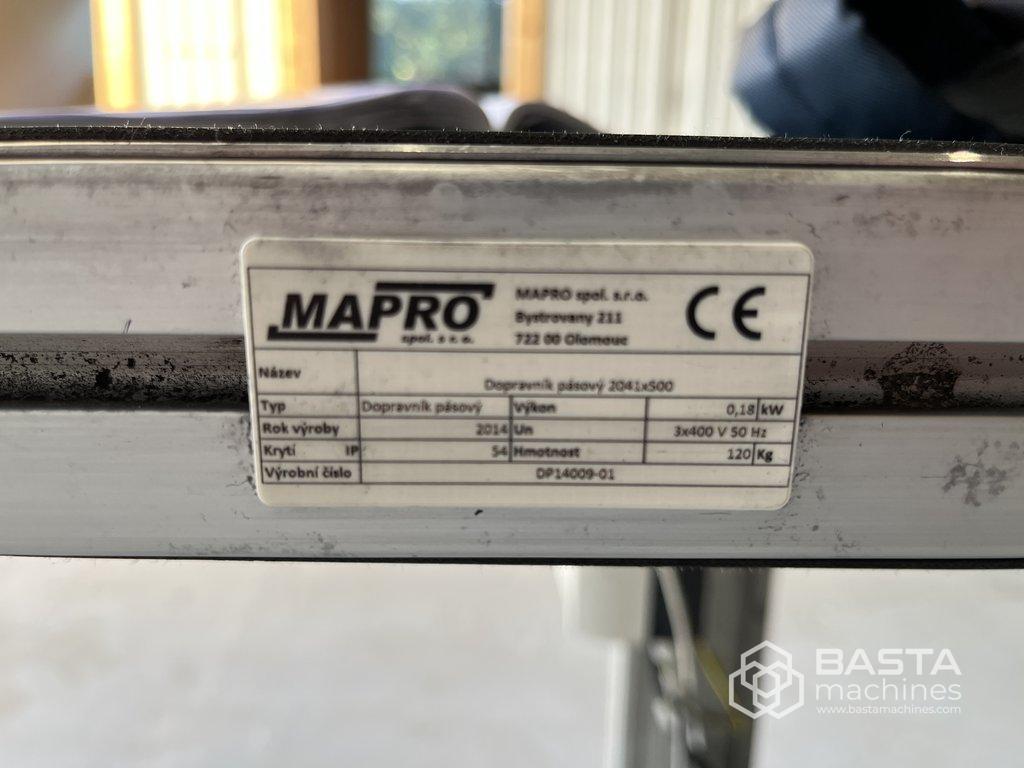 MAPRO
spol. s r. o.
MAPRO spol. s.r.o.
Bystrovany 211
722 00 Olomouc
CE
Název Dopravník pásový 2041x500
Typ Dopravník pásový Výkon 0,18 kW
Rok výroby 2014 Un 3x400 V 50 Hz
Krytí IP 54 Hmotnost 120 Kg
Výrobní číslo DP14009-01
BASTA
machines
www.bastamachines.com